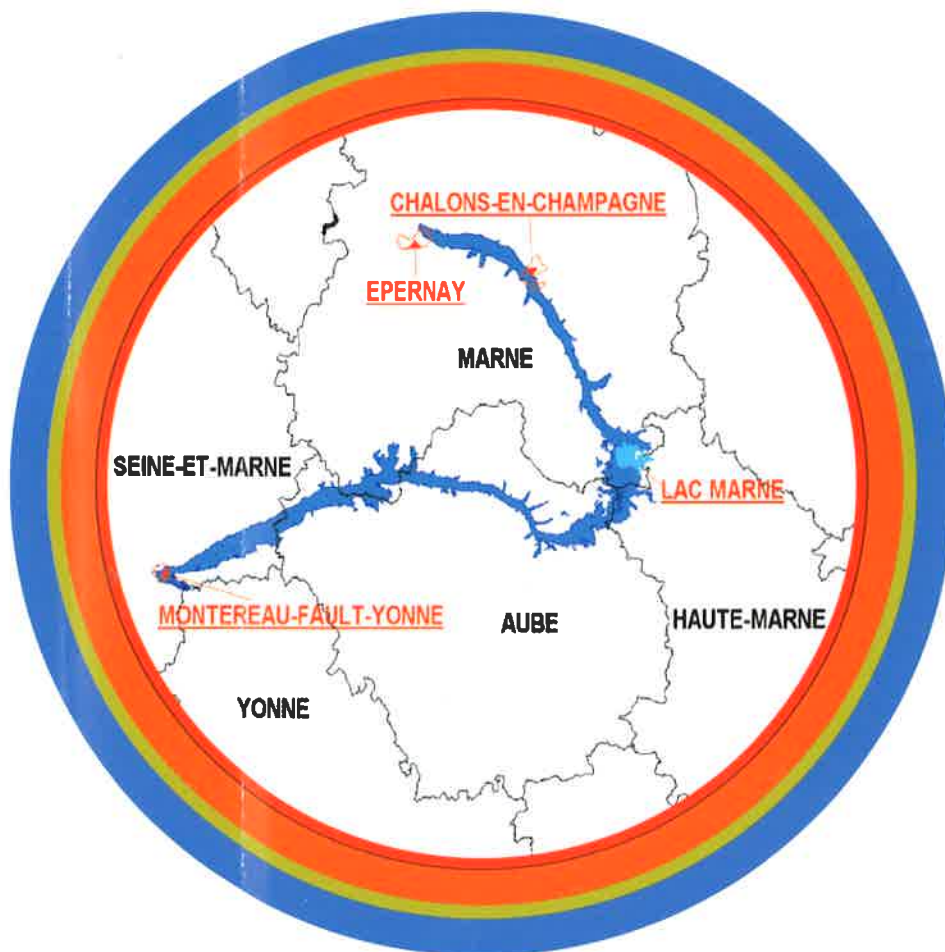 CHALONS-EN-CHAMPAGNE
EPERNAY
MARNE
SEINE-ET-MARNE
LAC MARNE
MONTEREAU-FAULT-YONNE
AUBE
HAUTE-MARNE
YONNE